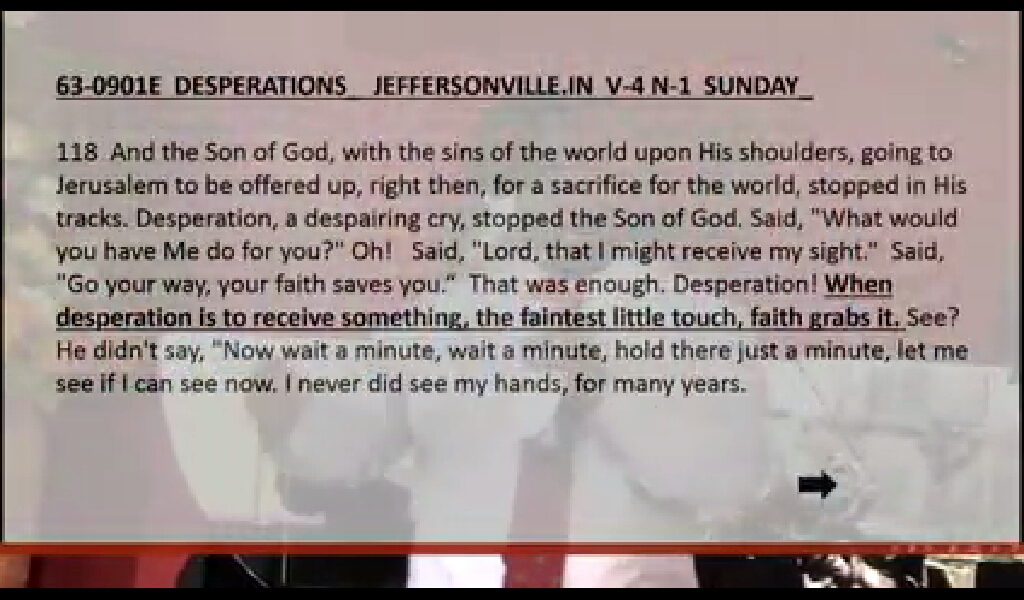 63-0901E  DESPERATIONS_  JEFFERSONVILLE.IN  V-4 N-1  SUNDAY_
118  And the Son of God, with the sins of the world upon His shoulders, going to
Jerusalem to be offered up, right then, for a sacrifice for the world, stopped in His
tracks. Desperation, a despairing cry, stopped the Son of God. Said, "What would
you have Me do for you?" Oh!   Said, "Lord, that I might receive my sight."  Said,
"Go your way, your faith saves you."  That was enough. Desperation! When
desperation is to receive something, the faintest little touch, faith grabs it. See?
He didn't say, "Now wait a minute, wait a minute, hold there just a minute, let me
see if I can see now. I never did see my hands, for many years.